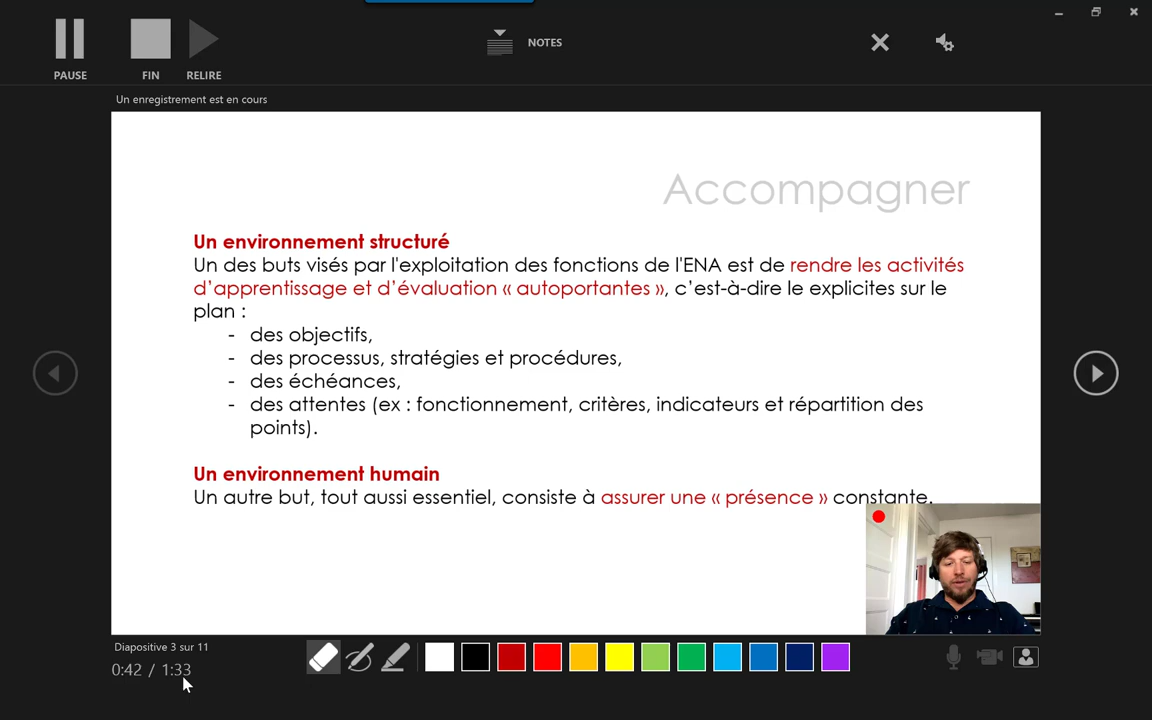 PAUSE
FIN
RELIRE
NOTES
Un enregistrement est en cours
Accompagner
Un environnement structuré
Un des buts visés par l'exploitation des fonctions de l'ENA est de rendre les activités
d’apprentissage et d’évaluation « autoportantes », c’est-à-dire le explicites sur le
plan :
- des objectifs,
- des processus, stratégies et procédures,
- des échéances,
- des attentes (ex : fonctionnement, critères, indicateurs et répartition des
points).
Un environnement humain
Un autre but, tout aussi essentiel, consiste à assurer une « présence » constante.
Diapositive 3 sur 11
0:42 / 1:33